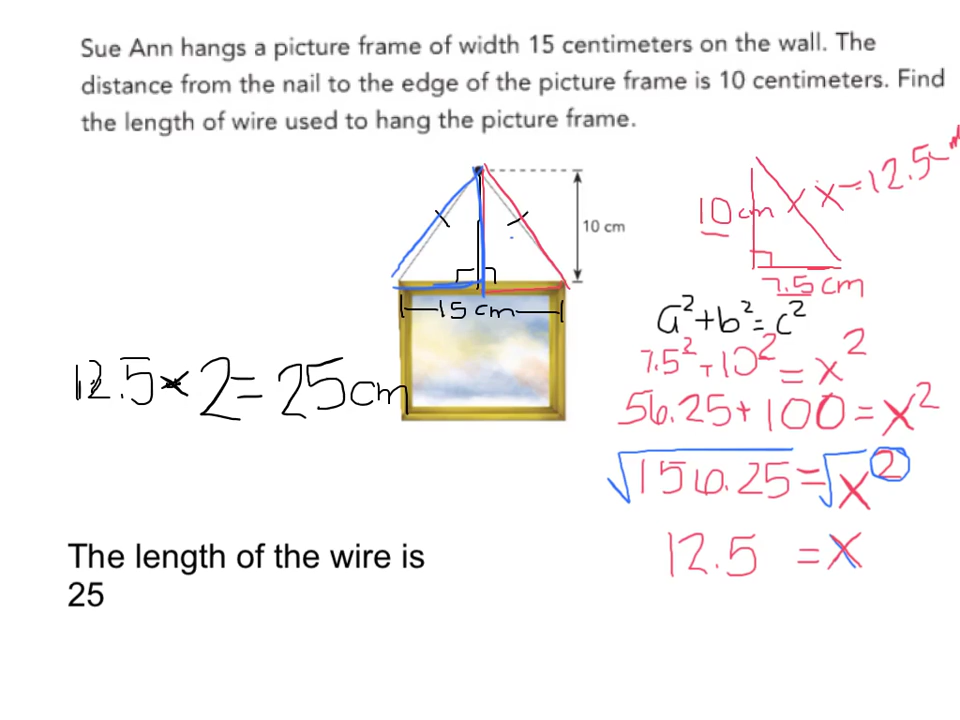 Sue Ann hangs a picture frame of width 15 centimeters on the wall. The
distance from the nail to the edge of the picture frame is 10 centimeters. Find
the length of wire used to hang the picture frame.
10 cm
15 cm
10cm
x=12.5cm
7.5cm
a²+b²=c²
7.5²+10²=x²
56.25+100=x²
√156.25=√x²
12.5 =x
12.5×2=25cm
The length of the wire is
25